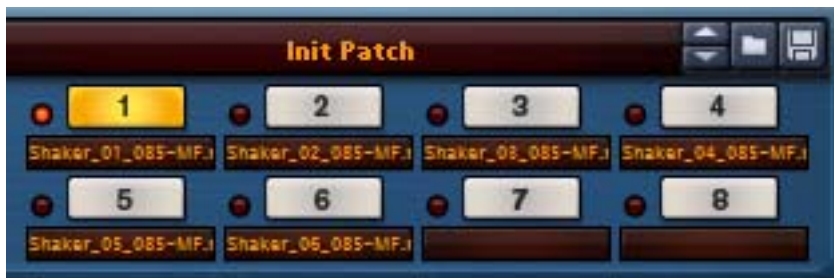 Init Patch
1 2 3 4
Shaker_01_085-MF.r Shaker_02_085-MF.r Shaker_03_085-MF.r Shaker_04_085-MF.r
5 6 7 8
Shaker_05_085-MF.r Shaker_06_085-MF.r